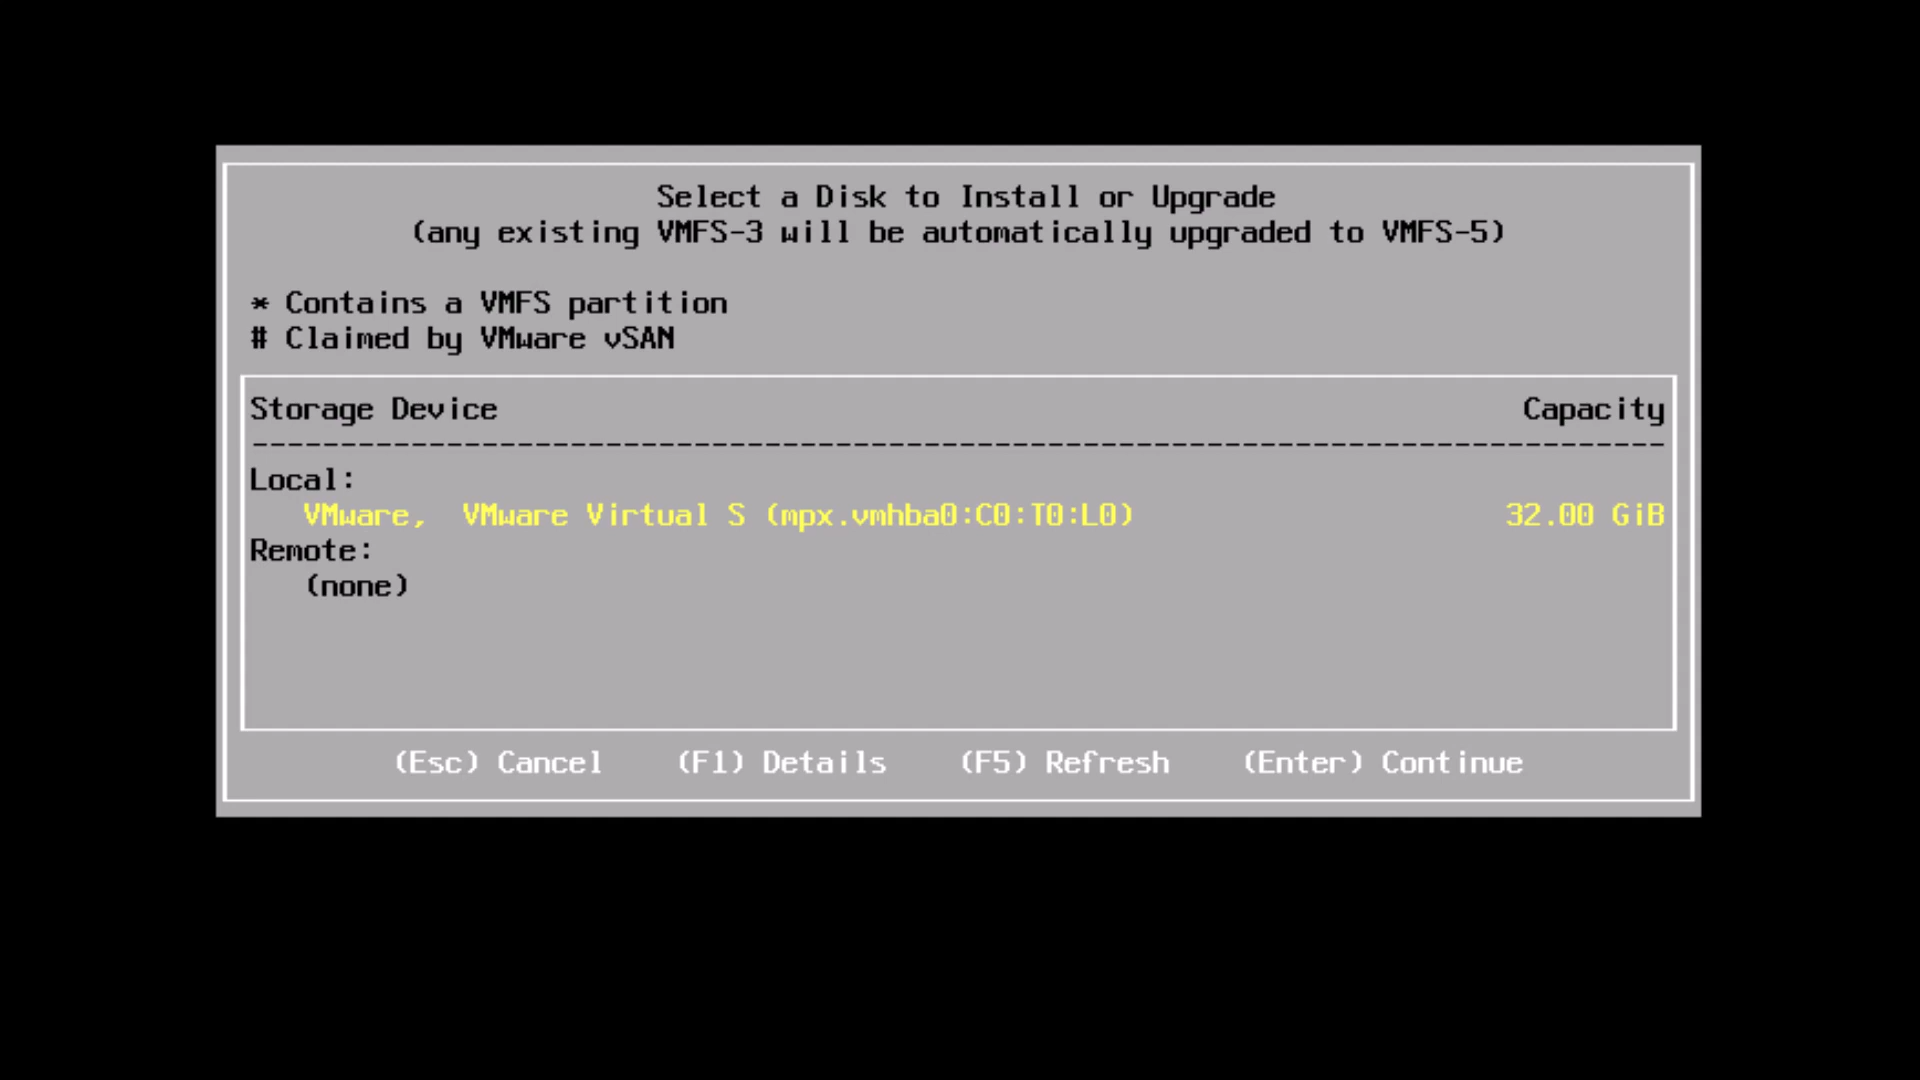 Select a Disk to Install or Upgrade
(any existing VMFS-3 will be automatically upgraded to VMFS-5)
* Contains a VMFS partition
# Claimed by VMware vSAN
Storage Device Capacity
--------------------------------------------------------------------------------
Local:
VMware,  VMware Virtual S (mpx.vmhba0:C0:T0:L0) 32.00 GiB
Remote:
(none)
(Esc) Cancel (F1) Details (F5) Refresh (Enter) Continue